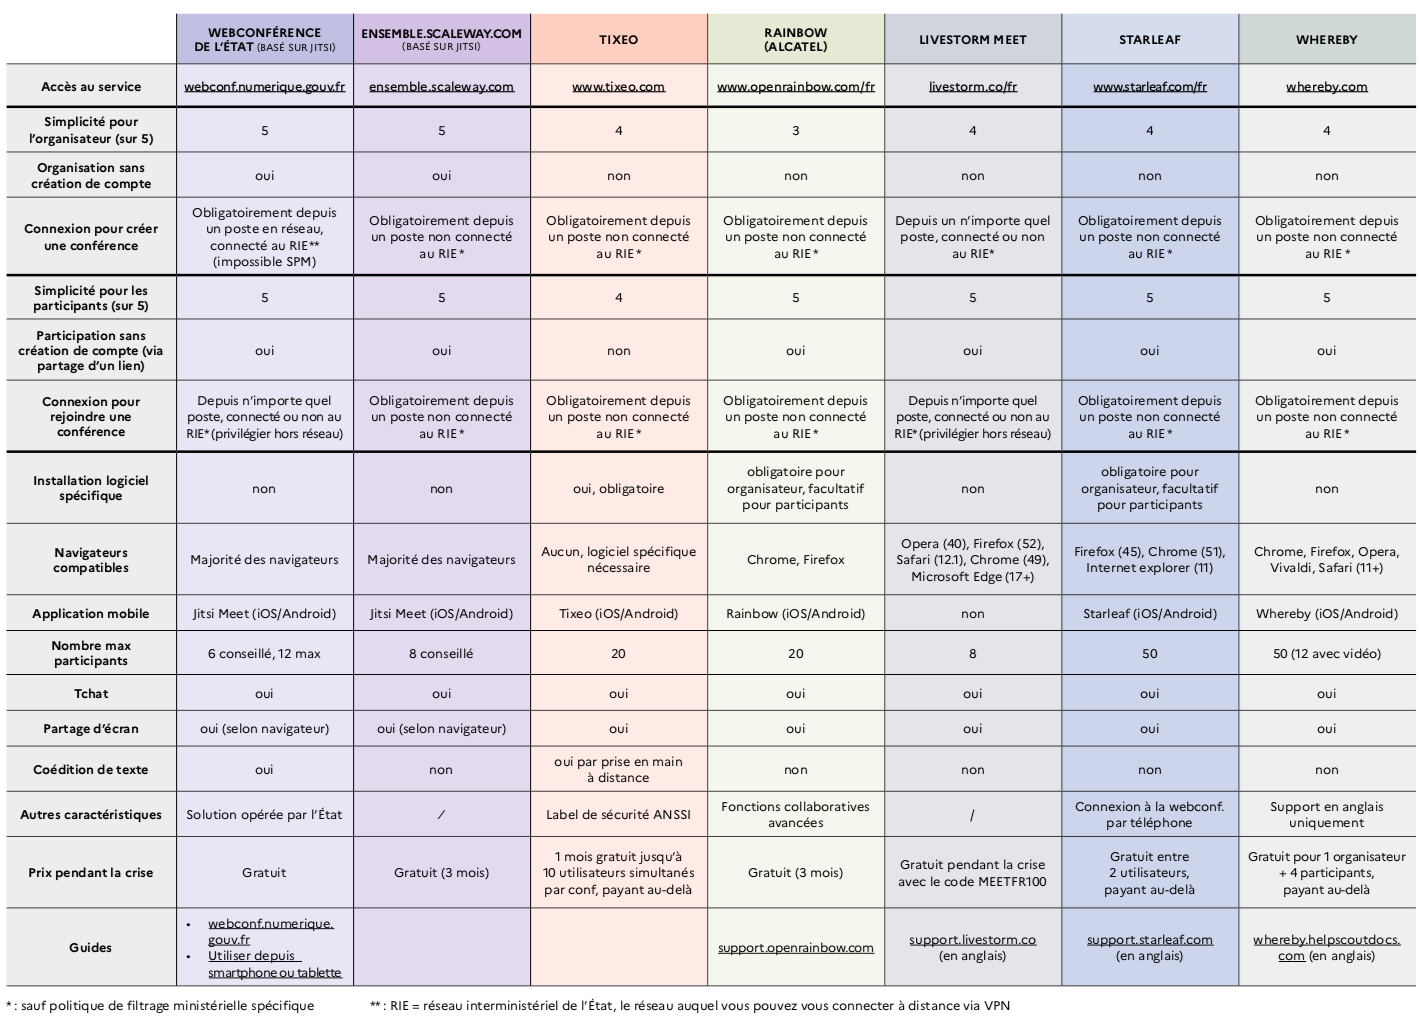 WEBCONFÉRENCE
DE L'ÉTAT (BASÉ SUR JITSI)
ENSEMBLE.SCALEWAY.COM
(BASÉ SUR JITSI)
TIXEO
RAINBOW
(ALCATEL)
LIVESTORM MEET
STARLEAF
WHEREBY
Accès au service
webconf.numerique.gouv.fr
ensemble.scaleway.com
www.tixeo.com
www.openrainbow.com/fr
livestorm.co/fr
www.starleaf.com/fr
whereby.com
Simplicité pour
l'organisateur (sur 5)
5
5
4
3
4
4
4
Organisation sans
création de compte
oui
oui
non
non
non
non
non
Connexion pour créer
une conférence
Obligatoirement depuis
un poste en réseau,
connecté au RIE**
(impossible SPM)
Obligatoirement depuis
un poste non connecté
au RIE*
Obligatoirement depuis
un poste non connecté
au RIE*
Obligatoirement depuis
un poste non connecté
au RIE*
Depuis un n'importe quel
poste, connecté ou non
au RIE*
Obligatoirement depuis
un poste non connecté
au RIE*
Obligatoirement depuis
un poste non connecté
au RIE*
Simplicité pour les
participants (sur 5)
5
5
4
5
5
5
5
Participation sans
création de compte (via
partage d'un lien)
oui
oui
non
oui
oui
oui
oui
Connexion pour
rejoindre une
conférence
Depuis n'importe quel
poste, connecté ou non au
RIE* (privilégier hors réseau)
Obligatoirement depuis
un poste non connecté
au RIE*
Obligatoirement depuis
un poste non connecté
au RIE*
Obligatoirement depuis
un poste non connecté
au RIE*
Depuis n'importe quel
poste, connecté ou non au
RIE* (privilégier hors réseau)
Obligatoirement depuis
un poste non connecté
au RIE*
Obligatoirement depuis
un poste non connecté
au RIE*
Installation logiciel
spécifique
non
non
oui, obligatoire
obligatoire pour
organisateur, facultatif
pour participants
non
obligatoire pour
organisateur, facultatif
pour participants
non
Navigateurs
compatibles
Majorité des navigateurs
Majorité des navigateurs
Aucun, logiciel spécifique
nécessaire
Chrome, Firefox
Opera (40), Firefox (52),
Safari (12.1), Chrome (49),
Microsoft Edge (17+)
Firefox (45), Chrome (51),
Internet explorer (11)
Chrome, Firefox, Opera,
Vivaldi, Safari (11+)
Application mobile
Jitsi Meet (iOS/Android)
Jitsi Meet (iOS/Android)
Tixeo (iOS/Android)
Rainbow (iOS/Android)
non
Starleaf (iOS/Android)
Whereby (iOS/Android)
Nombre max
participants
6 conseillé, 12 max
8 conseillé
20
20
8
50
50 (12 avec vidéo)
Tchat
oui
oui
oui
oui
oui
oui
oui
Partage d'écran
oui (selon navigateur)
oui (selon navigateur)
oui
oui
oui
oui
oui
Coédition de texte
oui
non
oui par prise en main
à distance
non
non
non
non
Autres caractéristiques
Solution opérée par l'État
/
Label de sécurité ANSSI
Fonctions collaboratives
avancées
/
Connexion à la webconf.
par téléphone
Support en anglais
uniquement
Prix pendant la crise
Gratuit
Gratuit (3 mois)
1 mois gratuit jusqu'à
10 utilisateurs simultanés
par conf, payant au-delà
Gratuit (3 mois)
Gratuit pendant la crise
avec le code MEETFR100
Gratuit entre
2 utilisateurs,
payant au-delà
Gratuit pour 1 organisateur
+ 4 participants,
payant au-delà
Guides
• webconf.numerique.
gouv.fr
• Utiliser depuis
smartphone ou tablette
support.openrainbow.com
support.livestorm.co
(en anglais)
support.starleaf.com
(en anglais)
whereby.helpscoutdocs.
com (en anglais)
* : sauf politique de filtrage ministérielle spécifique
** : RIE = réseau interministériel de l'État, le réseau auquel vous pouvez vous connecter à distance via VPN